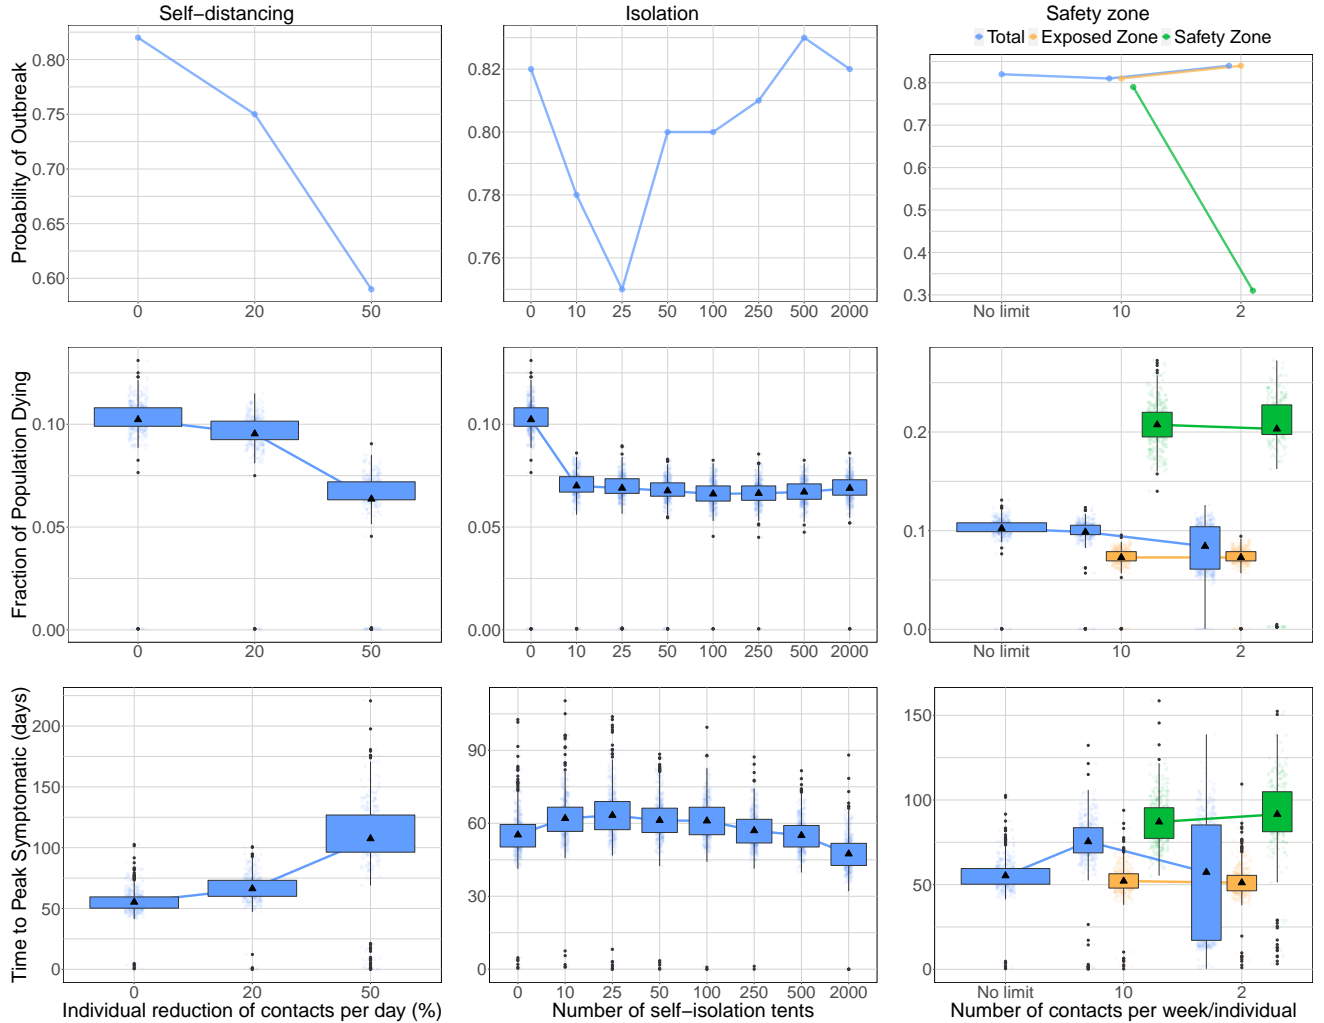 Self−distancing
Isolation
Safety zone
Total Exposed Zone Safety Zone
Probability of Outbreak
0.80
0.75
0.70
0.65
0.60
0 20 50
0.82
0.80
0.78
0.76
0 10 25 50 100 250 500 2000
0.8
0.7
0.6
0.5
0.4
0.3
No limit 10 2
Fraction of Population Dying
0.10
0.05
0.00
0 20 50
0.10
0.05
0.00
0 10 25 50 100 250 500 2000
0.2
0.1
0.0
No limit 10 2
Time to Peak Symptomatic (days)
200
150
100
50
0
0 20 50
Individual reduction of contacts per day (%)
90
60
30
0
0 10 25 50 100 250 500 2000
Number of self−isolation tents
150
100
50
0
No limit 10 2
Number of contacts per week/individual